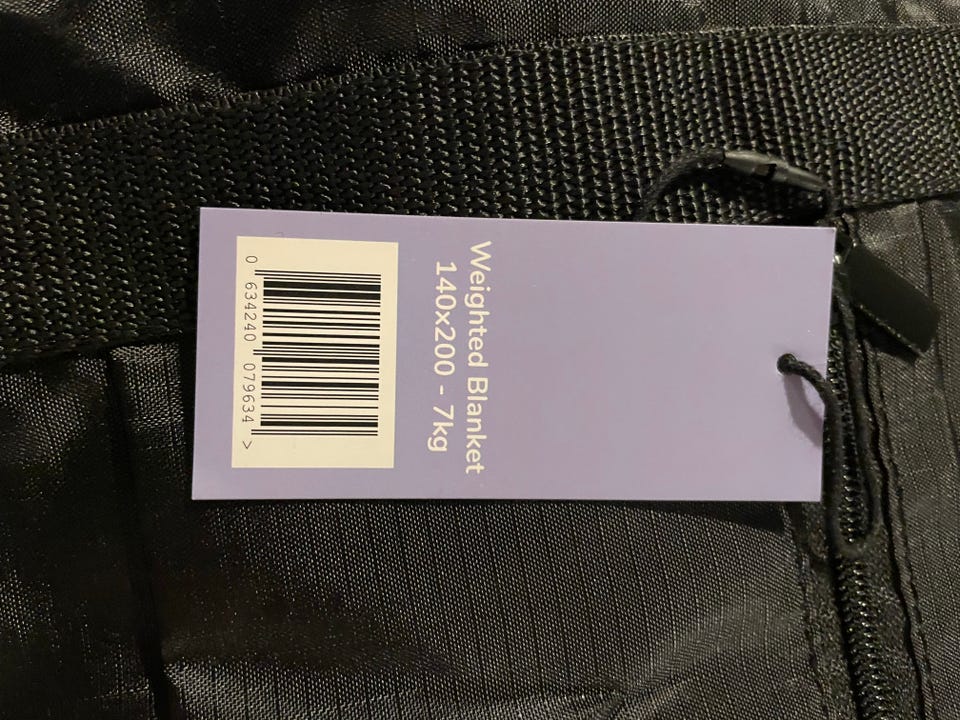 Weighted Blanket
140x200 - 7kg
0 634240 079634 >